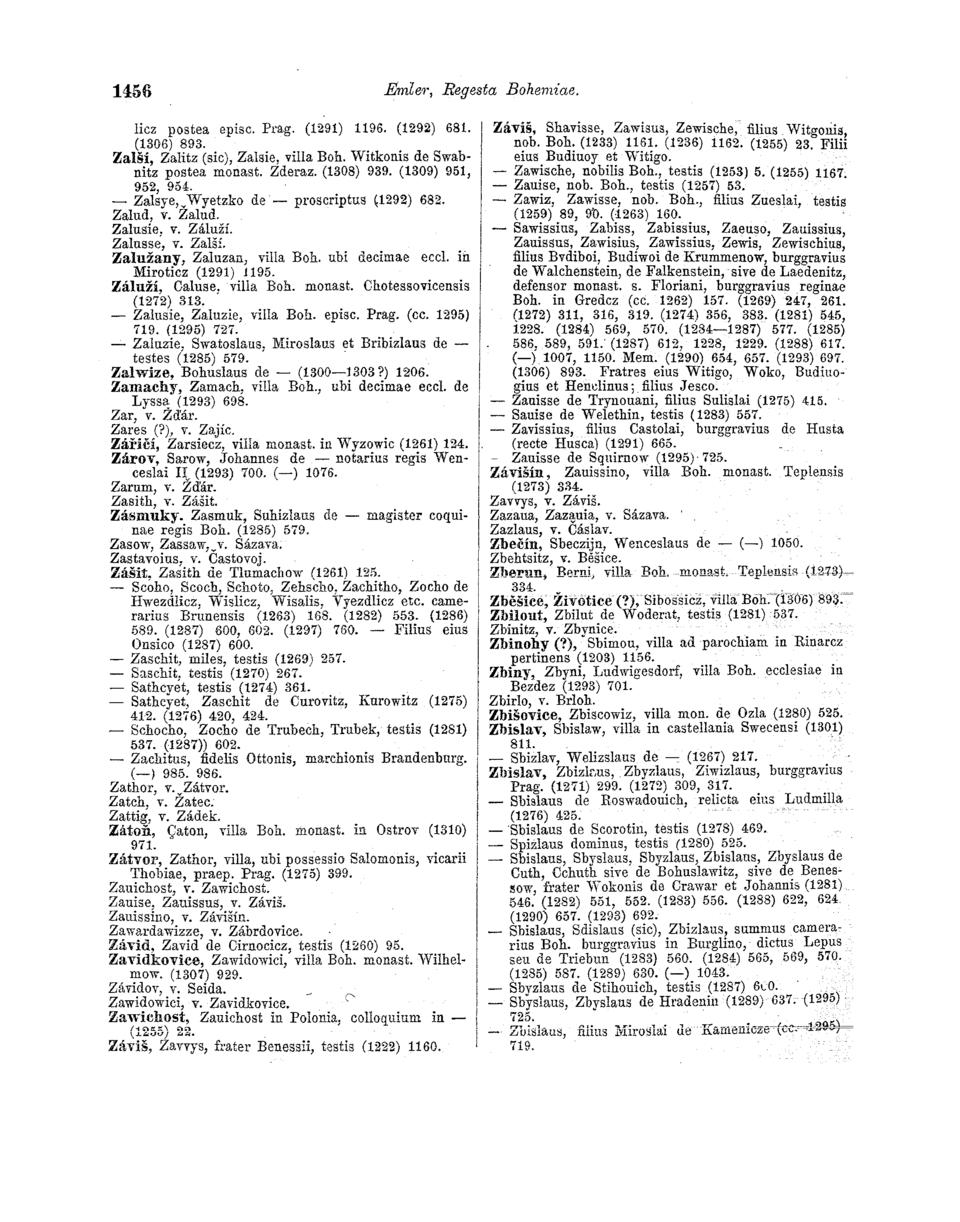 1456
Emler, Regesta Bohemiae.
licz postea episc. Prag. (1291) 1196. (1292) 681.
(1306) 893.
Zalší, Zalitz (sic), Zalsie, villa Boh. Witkonis de Swab-
nitz postea monast. Zderaz. (1308) 939. (1309) 951,
952, 954.
— Zalsye, Wyetzko de — proscriptus (1292) 682.
Zalud, v. Žalud.
Zalusie, v. Záluží.
Zalusse, v. Zalší.
Zalužany, Zaluzan, villa Boh. ubi decimae eccl. in
Miroticz (1291) 1195.
Záluží, Caluse, villa Boh. monast. Chotessovicensis
(1272) 313.
— Zalusie, Zaluzie, villa Boh. episc. Prag. (cc. 1295)
719. (1295) 727.
— Zaluzie, Swatoslaus, Miroslaus et Bribizlaus de —
testes (1285) 579.
Zalwize, Bohuslaus de — (1300—1303?) 1206.
Zamachy, Zamach, villa Boh., ubi decimae eccl. de
Lyssa (1293) 698.
Zar, v. Žďár.
Zares (?), v. Zajíc.
Zářičí, Zarsiecz, villa monast. in Wyzowic (1261) 124.
Zárov, Sarow, Johannes de — notarius regis Wen-
ceslai II (1293) 700. (—) 1076.
Zarum, v. Žďár.
Zasith, v. Zášit.
Zásmuky. Zasmuk, Suhizlaus de — magister coqui-
nae regis Boh. (1285) 579.
Zasow, Zassaw, v. Sázava.
Zastavoius, v. Častovoj.
Zášit, Zasith de Tlumachow (1261) 125.
— Scoho, Scoch, Schoto, Zehscho, Zachitho, Zocho de
Hwezdlicz, Wislicz, Wisalis, Vyezdlicz etc. came-
rarius Brunensis (1263) 168. (1282) 553. (1286)
589. (1287) 600, 602. (1297) 760. — Filius eius
Onsico (1287) 600.
— Zaschit, miles, testis (1269) 257.
— Saschit, testis (1270) 267.
— Sathcyet, testis (1274) 361.
— Sathcyet, Zaschit de Curovitz, Kurowitz (1275)
412. (1276) 420, 424.
— Schocho, Zocho de Trubech, Trubek, testis (1281)
537. (1287)) 602.
— Zachitus, fidelis Ottonis, marchionis Brandenburg.
(—) 985. 986.
Zathor, v. Zátvor.
Zatch, v. Žatec.
Zattig, v. Zádek.
Zátoň, Çaton, villa Boh. monast. in Ostrov (1310)
971.
Zátvor, Zathor, villa, ubi possessio Salomonis, vicarii
Thobiae, praep. Prag. (1275) 399.
Zauichost, v. Zawichost.
Zauise, Zauissus, v. Záviš.
Zauissino, v. Závišín.
Zawardawizze, v. Zábrdovice.
Závid, Zavid de Cirnocicz, testis (1260) 95.
Zavidkovice, Zawidowici, villa Boh. monast. Wilhel-
mow. (1307) 929.
Závidov, v. Seida.
Zawidowici, v. Zavidkovice.
Zawichost, Zauichost in Polonia, colloquium in —
(1255) 22.
Záviš, Zavvys, frater Benessii, testis (1222) 1160.
Záviš, Shavisse, Zawisus, Zewische, filius Witgonis,
nob. Boh. (1233) 1161. (1236) 1162. (1255) 23. Filii
eius Budiuoy et Witigo.
— Zawische, nobilis Boh., testis (1253) 5. (1255) 1167.
— Zauise, nob. Boh., testis (1257) 53.
— Zawiz, Zawisse, nob. Boh., filius Zueslai, testis
(1259) 89, 90. (1263) 160.
— Sawissius, Zabiss, Zabissius, Zaeuso, Zauissius,
Zauissus, Zawisius, Zawissius, Zewis, Zewischius,
filius Bvdiboi, Budiwoi de Krummenow, burggravius
de Walchenstein, de Falkenstein, sive de Laedenitz,
defensor monast. s. Floriani, burggravius reginae
Boh. in Gredcz (cc. 1262) 157. (1269) 247, 261.
(1272) 311, 316, 319. (1274) 356, 383. (1281) 545,
1228. (1284) 569, 570. (1284—1287) 577. (1285)
586, 589, 591. (1287) 612, 1228, 1229. (1288) 617.
(—) 1007, 1150. Mem. (1290) 654, 657. (1293) 697.
(1306) 893. Fratres eius Witigo, Woko, Budiuo-
gius et Henclinus; filius Jesco.
— Zauisse de Trynouani, filius Sulislai (1275) 415.
— Sauise de Welethin, testis (1283) 557.
— Zavissius, filius Castolai, burggravius de Husta
(recte Husca) (1291) 665.
– Zauisse de Squirnow (1295) 725.
Závišín, Zauissino, villa Boh. monast. Teplensis
(1273) 334.
Zavvys, v. Záviš.
Zazaua, Zazauia, v. Sázava.
Zazlaus, v. Čáslav.
Zbečín, Sbeczijn, Wenceslaus de — (—) 1050.
Zbehtsitz, v. Běšice.
Zberun, Berni, villa Boh. monast. Teplensis (1273)
334.
Zběšice, Životice (?), Sibossicz, villa Boh. (1306) 893.
Zbilout, Zbilut de Woderat, testis (1281) 537.
Zbinitz, v. Zbynice.
Zbinohy (?), Sbimou, villa ad parochiam in Rinarcz
pertinens (1203) 1156.
Zbiny, Zbyni, Ludwigesdorf, villa Boh. ecclesiae in
Bezdez (1293) 701.
Zbirlo, v. Brloh.
Zbišovice, Zbiscowiz, villa mon. de Ozla (1280) 525.
Zbislav, Sbislaw, villa in castellania Swecensi (1301)
811.
— Sbizlav, Welizslaus de — (1267) 217.
Zbislav, Zbizlaus, Zbyzlaus, Ziwizlaus, burggravius
Prag. (1271) 299. (1272) 309, 317.
— Sbislaus de Roswadouich, relicta eius Ludmilla
(1276) 425.
— Sbislaus de Scorotin, testis (1278) 469.
— Spizlaus dominus, testis (1280) 525.
— Sbislaus, Sbyslaus, Sbyzlaus, Zbislaus, Zbyslaus de
Cuth, Cchuth sive de Bohuslawitz, sive de Benes-
sow, frater Wokonis de Crawar et Johannis (1281)
546. (1282) 551, 552. (1283) 556. (1288) 622, 624.
(1290) 657. (1293) 692.
— Sbislaus, Sdislaus (sic), Zbizlaus, summus camera-
rius Boh. burggravius in Burglino, dictus Lepus
seu de Triebun (1283) 560. (1284) 565, 569, 570.
(1285) 587. (1289) 630. (—) 1043.
— Sbyzlaus de Stihouich, testis (1287) 600.
— Sbyslaus, Zbyslaus de Hradenin (1289) 637. (1295)
725.
— Zbislaus, filius Miroslai de Kamenicze (cc. 1295)
719.